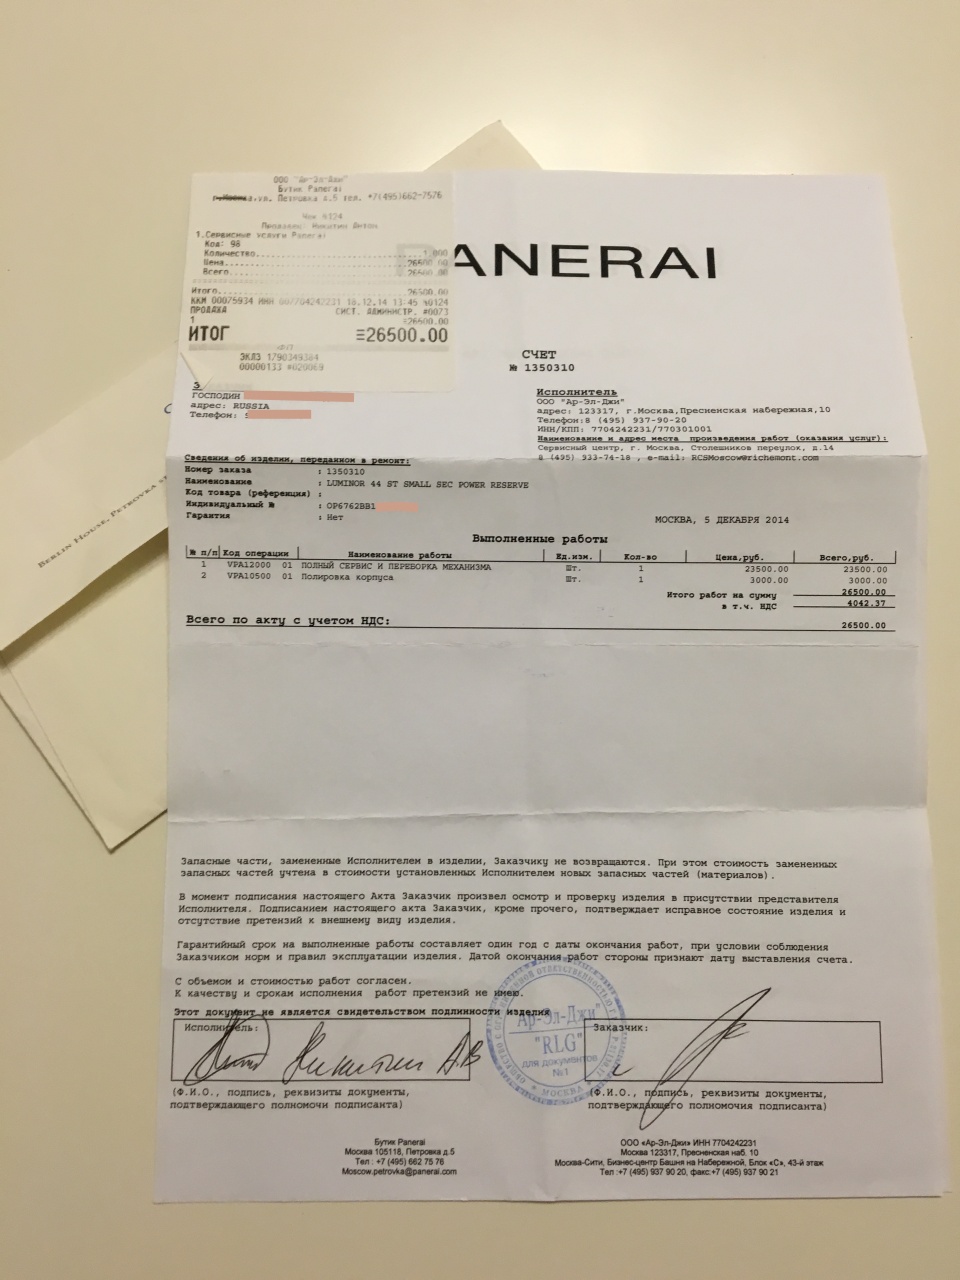 ООО "Ар-Эл-Джи"
Бутик Panerai
ул. Петровка д.5 тел. +7(495)662-7576
Чек 6124
Продавец: Никитин Антон
1.Сервисные услуги Panerai
Код: 98
Количество 1.000
Цена 26500.00
Всего 26500.00
Итого 26500.00
ККМ 00075934 ИНН 007704242231 18.12.14 13:45 №0124
ПРОДАЖА СИСТ. АДМИНИСТР. #0073
1 =26500.00
ИТОГ ≡26500.00
ЭКЛЗ 1790349384
00000133 #020069
PANERAI
СЧЕТ
№ 1350310
ГОСПОДИН
адрес: RUSSIA
Телефон:
Исполнитель
ООО "Ар-Эл-Джи"
адрес: 123317, г.Москва,Пресненская набережная,10
Телефон:8 (495) 937-90-20
ИНН/КПП: 7704242231/770301001
Наименование и адрес места произведения работ (оказания услуг):
Сервисный центр, г. Москва, Столешников переулок, д.14
8 (495) 933-74-18 , e-mail: RCSMoscow@richemont.com
Сведения об изделии, переданном в ремонт:
Номер заказа : 1350310
Наименование : LUMINOR 44 ST SMALL SEC POWER RESERVE
Код товара (референция) :
Индивидуальный № : OP6762BB1
Гарантия : Нет
МОСКВА, 5 ДЕКАБРЯ 2014
Выполненные работы
№ п/п Код операции Наименование работы Ед.изм. Кол-во Цена,руб. Всего,руб.
1 VPA12000 01 ПОЛНЫЙ СЕРВИС И ПЕРЕБОРКА МЕХАНИЗМА Шт. 1 23500.00 23500.00
2 VPA10500 01 Полировка корпуса Шт. 1 3000.00 3000.00
Итого работ на сумму 26500.00
в т.ч. НДС 4042.37
Всего по акту с учетом НДС: 26500.00
BERLIN HOUSE, PETROVKA
Запасные части, замененные Исполнителем в изделии, Заказчику не возвращаются. При этом стоимость замененных
запасных частей учтена в стоимости установленных Исполнителем новых запасных частей (материалов).
В момент подписания настоящего Акта Заказчик произвел осмотр и проверку изделия в присутствии представителя
Исполнителя. Подписанием настоящего акта Заказчик, кроме прочего, подтверждает исправное состояние изделия и
отсутствие претензий к внешнему виду изделия.
Гарантийный срок на выполненные работы составляет один год с даты окончания работ, при условии соблюдения
Заказчиком норм и правил эксплуатации изделия. Датой окончания работ стороны признают дату выставления счета.
С объемом и стоимостью работ согласен.
К качеству и срокам исполнения работ претензий не имею.
Этот документ не является свидетельством подлинности изделия
Исполнитель:
Никитин А.В
Заказчик:
"Ар-Эл-Джи"
"RLG"
для документов
№1
МОСКВА
(Ф.И.О., подпись, реквизиты документы,
подтверждающего полномочи подписанта)
(Ф.И.О., подпись, реквизиты документы,
подтверждающего полномочия подписанта)
Бутик Panerai
Москва 105118, Петровка д.5
Тел : +7 (495) 662 75 76
Moscow.petrovka@panerai.com
ООО «Ар-Эл-Джи» ИНН 7704242231
Москва 123317, Пресненская наб. 10
Москва-Сити, Бизнес-центр Башня на Набережной, Блок «С», 43-й этаж
Тел :+7 (495) 937 90 20, факс:+7 (495) 937 90 21